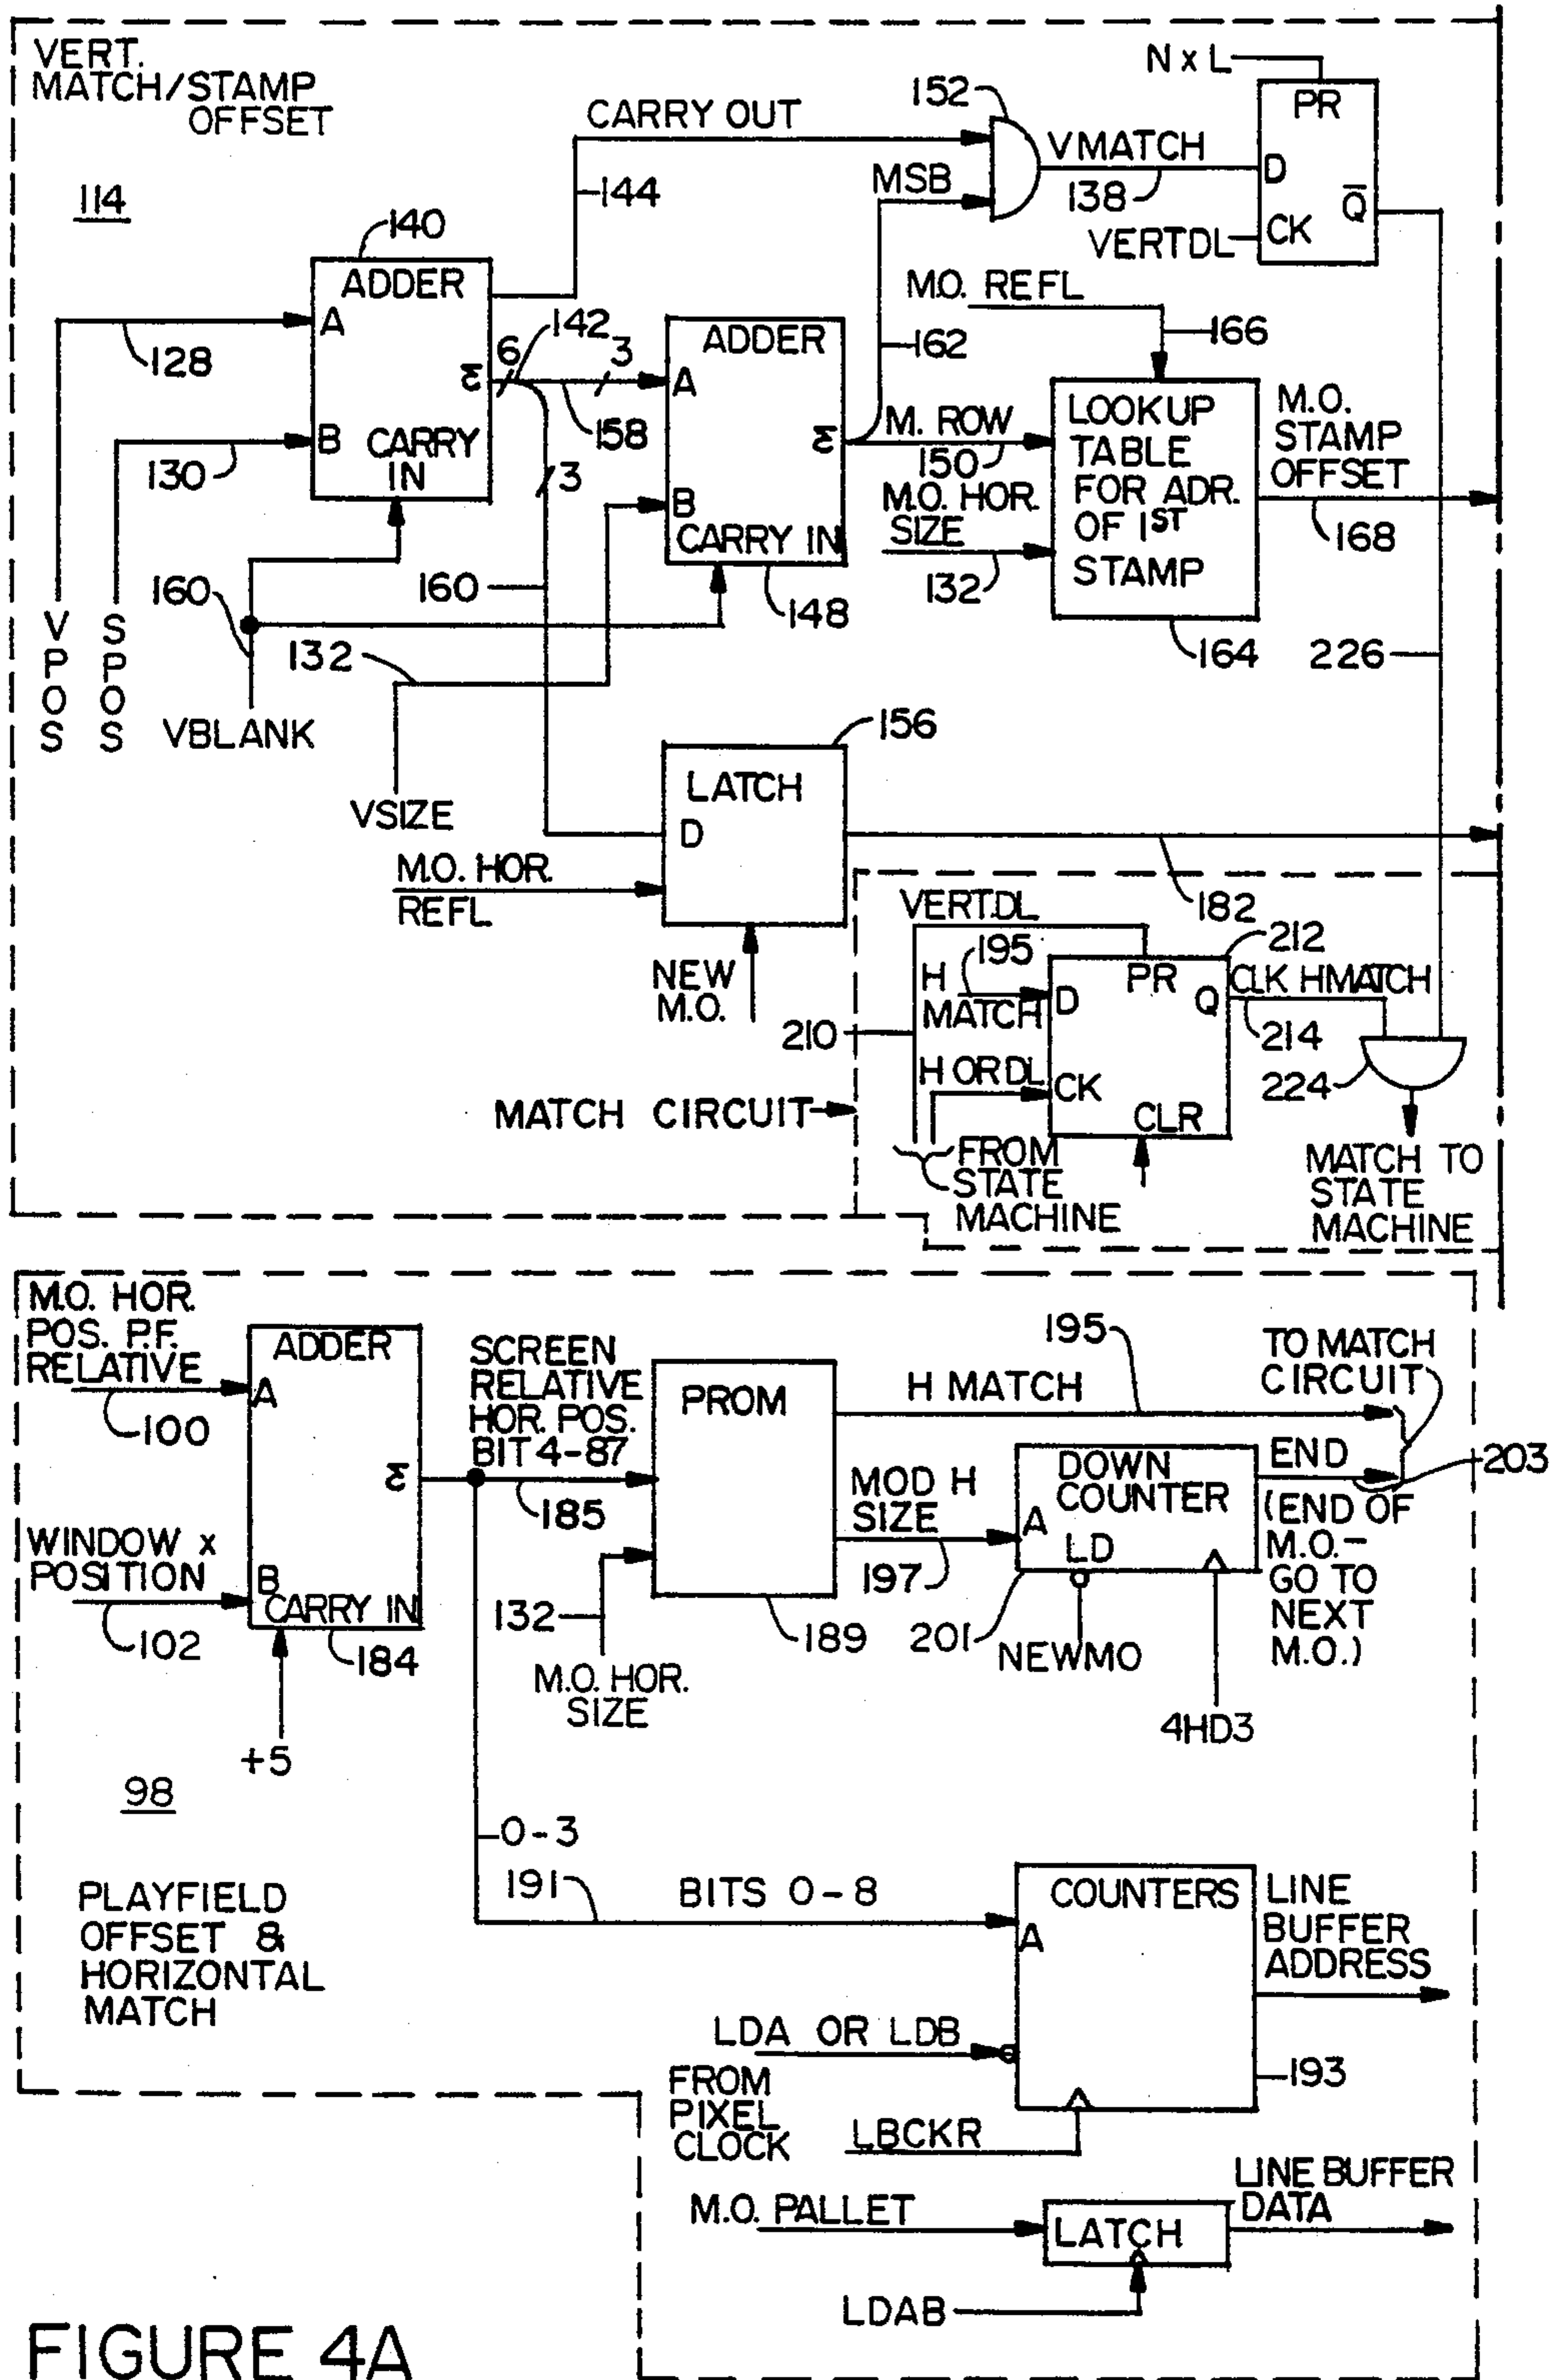 VERT.
MATCH/STAMP
OFFSET
114
N x L
PR
152
CARRY OUT
VMATCH
D
138
MSB
144
Q̅
VERTDL
CK
140
ADDER
A
128
M.O. REFL
166
142
6
3
ADDER
A
162
Σ
158
B
CARRY
IN
130
Σ
M. ROW
150
LOOKUP
TABLE
FOR ADR.
OF 1ST
STAMP
M.O.
STAMP
OFFSET
168
3
B
CARRY IN
M.O. HOR.
SIZE
132
160
160
148
164
226
VPOS
SPOS
132
VBLANK
VSIZE
156
LATCH
D
M.O. HOR.
REFL
182
NEW
M.O.
VERT.DL
195
212
H
MATCH
D
PR
Q
CLK HMATCH
214
210
224
H ORDL
CK
CLR
MATCH CIRCUIT
FROM
STATE
MACHINE
MATCH TO
STATE
MACHINE
M.O. HOR.
POS. P.F.
RELATIVE
100
ADDER
A
SCREEN
RELATIVE
HOR. POS.
BIT 4-87
185
PROM
195
H MATCH
TO MATCH
CIRCUIT
Σ
MOD H
SIZE
197
DOWN
COUNTER
A
LD
END
203
(END OF
M.O.-
GO TO
NEXT
M.O.)
WINDOW x
POSITION
102
B
CARRY IN
184
132
189
201
NEWMO
M.O. HOR.
SIZE
4HD3
+5
98
0-3
191
BITS 0-8
COUNTERS
A
LINE
BUFFER
ADDRESS
PLAYFIELD
OFFSET &
HORIZONTAL
MATCH
LDA OR LDB
193
FROM
PIXEL
CLOCK
LBCKR
M.O. PALLET
LATCH
LINE BUFFER
DATA
LDAB
FIGURE 4A